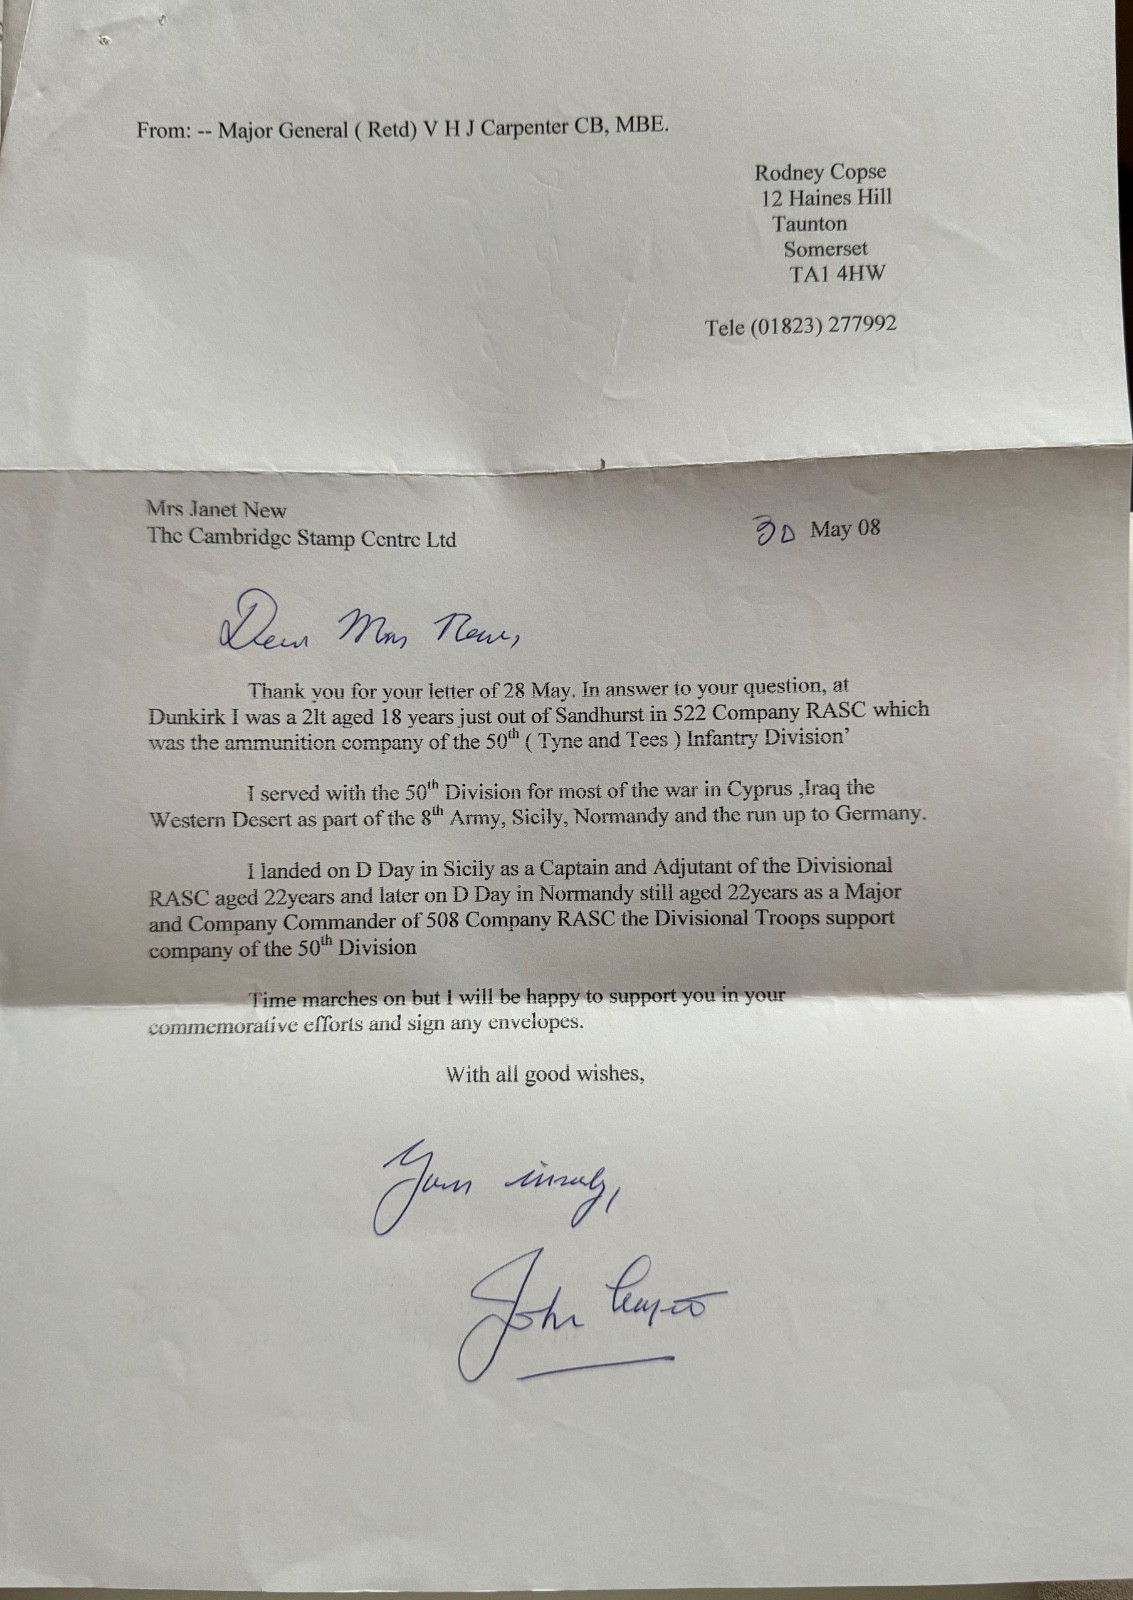 From: -- Major General ( Retd) V H J Carpenter CB, MBE.
Rodney Copse
12 Haines Hill
Taunton
Somerset
TA1 4HW
Tele (01823) 277992
Mrs Janet New
The Cambridge Stamp Centre Ltd
30 May 08
Dear Mrs New,
Thank you for your letter of 28 May. In answer to your question, at
Dunkirk I was a 2lt aged 18 years just out of Sandhurst in 522 Company RASC which
was the ammunition company of the 50th ( Tyne and Tees ) Infantry Division’
I served with the 50th Division for most of the war in Cyprus ,Iraq the
Western Desert as part of the 8th Army, Sicily, Normandy and the run up to Germany.
I landed on D Day in Sicily as a Captain and Adjutant of the Divisional
RASC aged 22years and later on D Day in Normandy still aged 22years as a Major
and Company Commander of 508 Company RASC the Divisional Troops support
company of the 50th Division
Time marches on but I will be happy to support you in your
commemorative efforts and sign any envelopes.
With all good wishes,
Yours sincerely,
John Carpenter